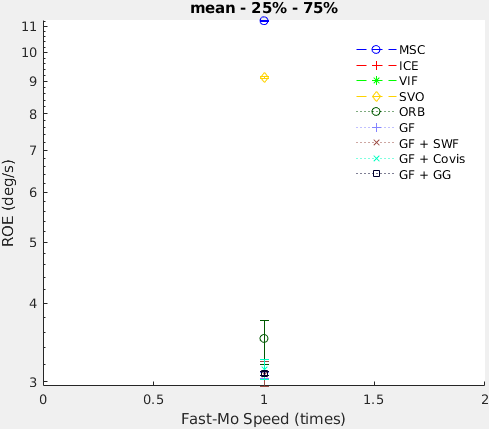 mean - 25% - 75%
11
10
9
8
7
6
5
4
3
ROE (deg/s)
MSC
ICE
VIF
SVO
ORB
GF
GF + SWF
GF + Covis
GF + GG
0
0.5
1
1.5
2
Fast-Mo Speed (times)